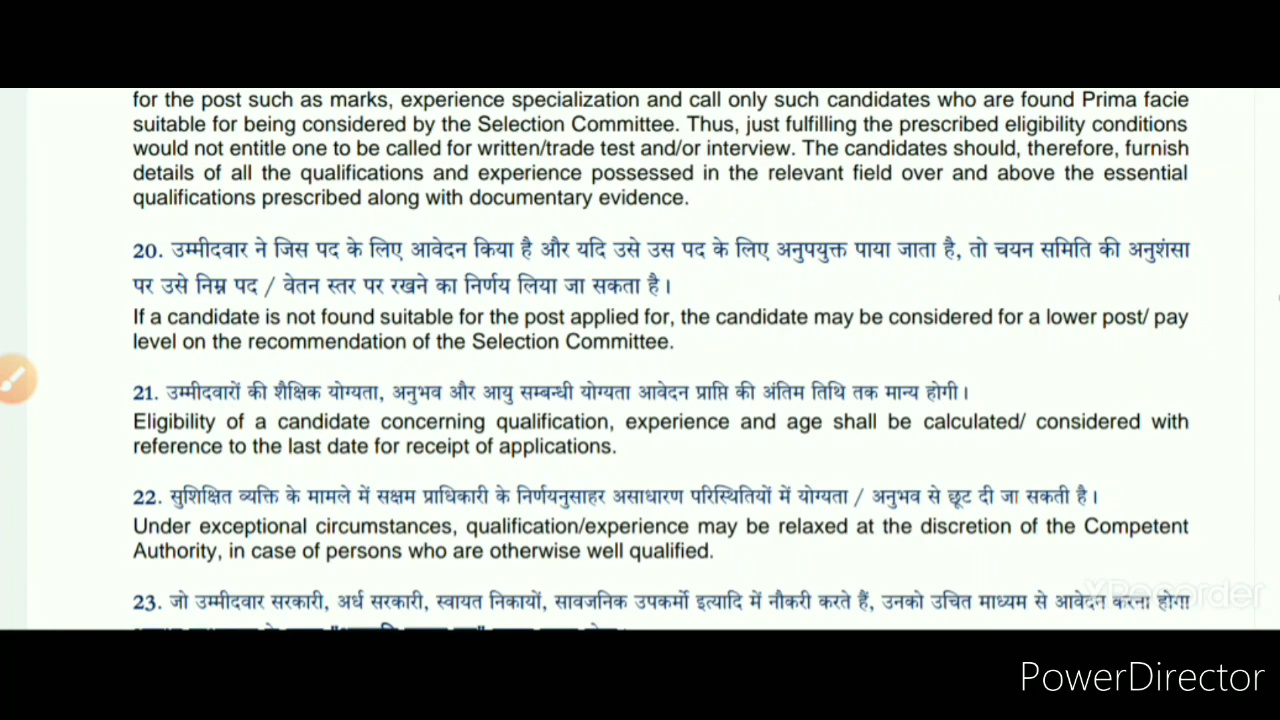 for the post such as marks, experience specialization and call only such candidates who are found Prima facie
suitable for being considered by the Selection Committee. Thus, just fulfilling the prescribed eligibility conditions
would not entitle one to be called for written/trade test and/or interview. The candidates should, therefore, furnish
details of all the qualifications and experience possessed in the relevant field over and above the essential
qualifications prescribed along with documentary evidence.
20. उम्मीदवार ने जिस पद के लिए आवेदन किया है और यदि उसे उस पद के लिए अनुपयुक्त पाया जाता है, तो चयन समिति की अनुशंसा
पर उसे निम्न पद / वेतन स्तर पर रखने का निर्णय लिया जा सकता है।
If a candidate is not found suitable for the post applied for, the candidate may be considered for a lower post/ pay
level on the recommendation of the Selection Committee.
21. उम्मीदवारों की शैक्षिक योग्यता, अनुभव और आयु सम्बन्धी योग्यता आवेदन प्राप्ति की अंतिम तिथि तक मान्य होगी।
Eligibility of a candidate concerning qualification, experience and age shall be calculated/ considered with
reference to the last date for receipt of applications.
22. सुशिक्षित व्यक्ति के मामले में सक्षम प्राधिकारी के निर्णयनुसाहर असाधारण परिस्थितियों में योग्यता / अनुभव से छूट दी जा सकती है।
Under exceptional circumstances, qualification/experience may be relaxed at the discretion of the Competent
Authority, in case of persons who are otherwise well qualified.
23. जो उम्मीदवार सरकारी, अर्ध सरकारी, स्वायत निकायों, सावजनिक उपकर्मो इत्यादि में नौकरी करते हैं, उनको उचित माध्यम से आवेदन करना होगा
XRecorder
PowerDirector